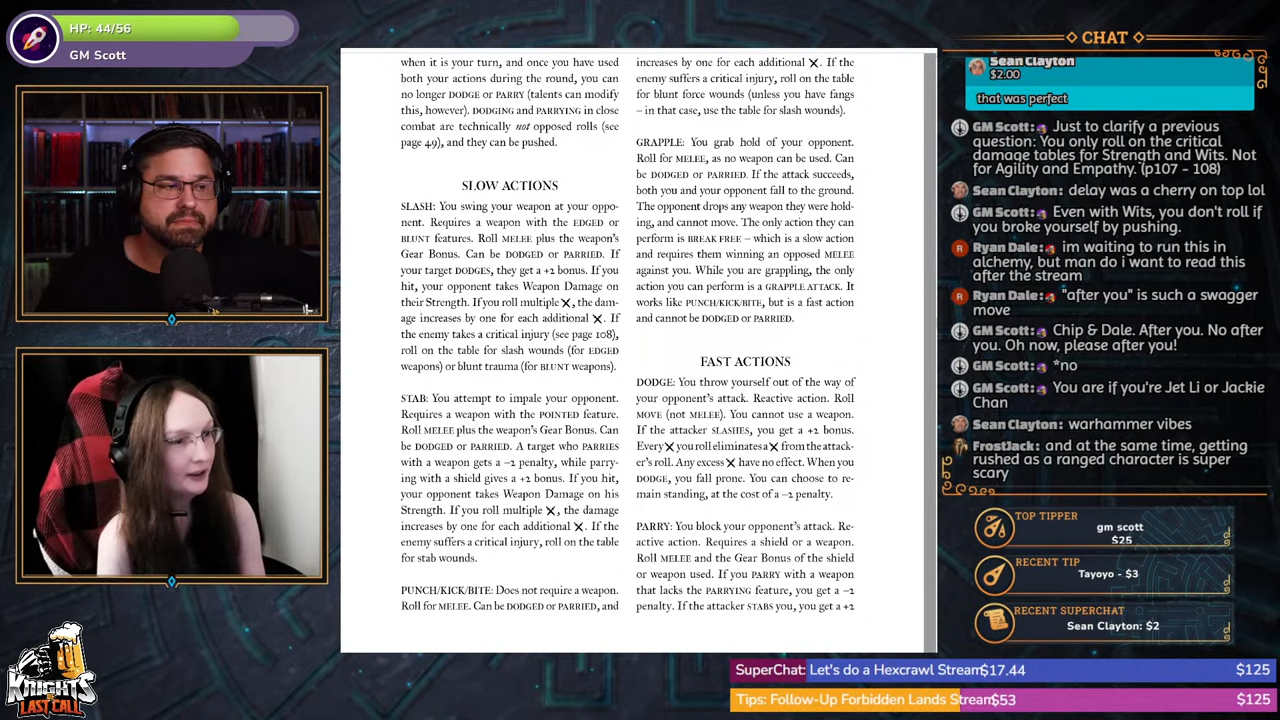 HP: 44/56
GM Scott
when it is your turn, and once you have used
both your actions during the round, you can
no longer DODGE or PARRY (talents can modify
this, however). DODGING and PARRYING in close
combat are technically not opposed rolls (see
page 49), and they can be pushed.
SLOW ACTIONS
SLASH: You swing your weapon at your oppo-
nent. Requires a weapon with the EDGED or
BLUNT features. Roll MELEE plus the weapon's
Gear Bonus. Can be DODGED or PARRIED. If
your target DODGES, they get a +2 bonus. If you
hit, your opponent takes Weapon Damage on
their Strength. If you roll multiple ⚔, the dam-
age increases by one for each additional ⚔. If
the enemy takes a critical injury (see page 108),
roll on the table for slash wounds (for EDGED
weapons) or blunt trauma (for BLUNT weapons).
STAB: You attempt to impale your opponent.
Requires a weapon with the POINTED feature.
Roll MELEE plus the weapon's Gear Bonus. Can
be DODGED or PARRIED. A target who PARRIES
with a weapon gets a –2 penalty, while parry-
ing with a shield gives a +2 bonus. If you hit,
your opponent takes Weapon Damage on his
Strength. If you roll multiple ⚔, the damage
increases by one for each additional ⚔. If the
enemy suffers a critical injury, roll on the table
for stab wounds.
PUNCH/KICK/BITE: Does not require a weapon.
Roll for MELEE. Can be DODGED or PARRIED, and
increases by one for each additional ⚔. If the
enemy suffers a critical injury, roll on the table
for blunt force wounds (unless you have fangs
– in that case, use the table for slash wounds).
GRAPPLE: You grab hold of your opponent.
Roll for MELEE, as no weapon can be used. Can
be DODGED or PARRIED. If the attack succeeds,
both you and your opponent fall to the ground.
The opponent drops any weapon they were hold-
ing, and cannot move. The only action they can
perform is BREAK FREE – which is a slow action
and requires them winning an opposed MELEE
against you. While you are grappling, the only
action you can perform is a GRAPPLE ATTACK. It
works like PUNCH/KICK/BITE, but is a fast action
and cannot be DODGED or PARRIED.
FAST ACTIONS
DODGE: You throw yourself out of the way of
your opponent's attack. Reactive action. Roll
MOVE (not MELEE). You cannot use a weapon.
If the attacker SLASHES, you get a +2 bonus.
Every ⚔ you roll eliminates a ⚔ from the attack-
er's roll. Any excess ⚔ have no effect. When you
DODGE, you fall prone. You can choose to re-
main standing, at the cost of a –2 penalty.
PARRY: You block your opponent's attack. Re-
active action. Requires a shield or a weapon.
Roll MELEE and the Gear Bonus of the shield
or weapon used. If you PARRY with a weapon
that lacks the PARRYING feature, you get a –2
penalty. If the attacker STABS you, you get a +2
CHAT
Sean Clayton
$2.00
that was perfect
GM Scott: Just to clarify a previous
question: You only roll on the critical
damage tables for Strength and Wits. Not
for Agility and Empathy. (p107 - 108)
Sean Clayton: delay was a cherry on top lol
GM Scott: Even with Wits, you don't roll if
you broke yourself by pushing.
R Ryan Dale: im waiting to run this in
alchemy, but man do i want to read this
after the stream
R Ryan Dale: "after you" is such a swagger
move
GM Scott: Chip & Dale. After you. No after
you. Oh now, please after you!
GM Scott: *no
GM Scott: You are if you're Jet Li or Jackie
Chan
Sean Clayton: warhammer vibes
FrostJack: and at the same time, getting
rushed as a ranged character is super
scary
TOP TIPPER
gm scott
$25
RECENT TIP
Tayoyo - $3
RECENT SUPERCHAT
Sean Clayton: $2
SuperChat: Let's do a Hexcrawl Stream $17.44 $125
Tips: Follow-Up Forbidden Lands Stream $53 $125
KNIGHTS
OF
LAST CALL